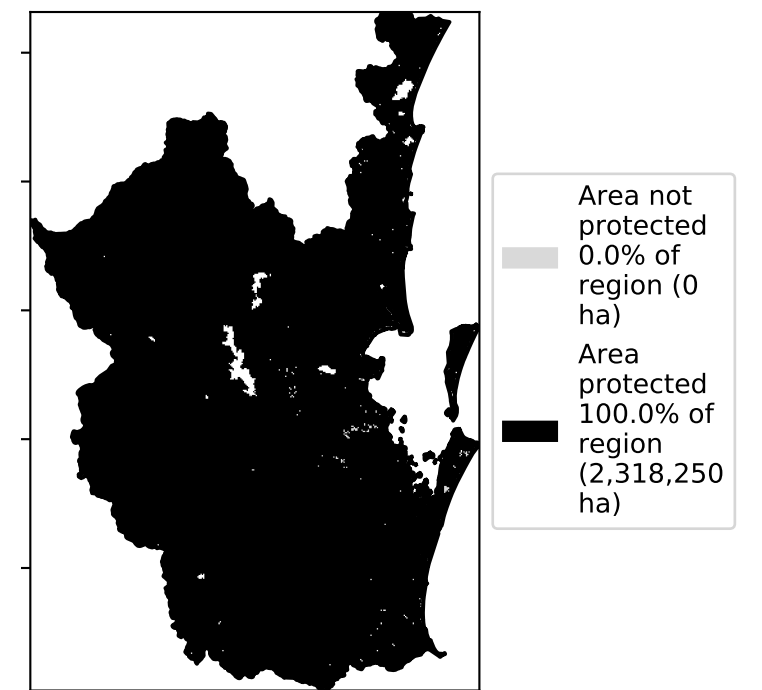 Area not
protected
0.0% of
region (0
ha)
Area
protected
100.0% of
region
(2,318,250
ha)